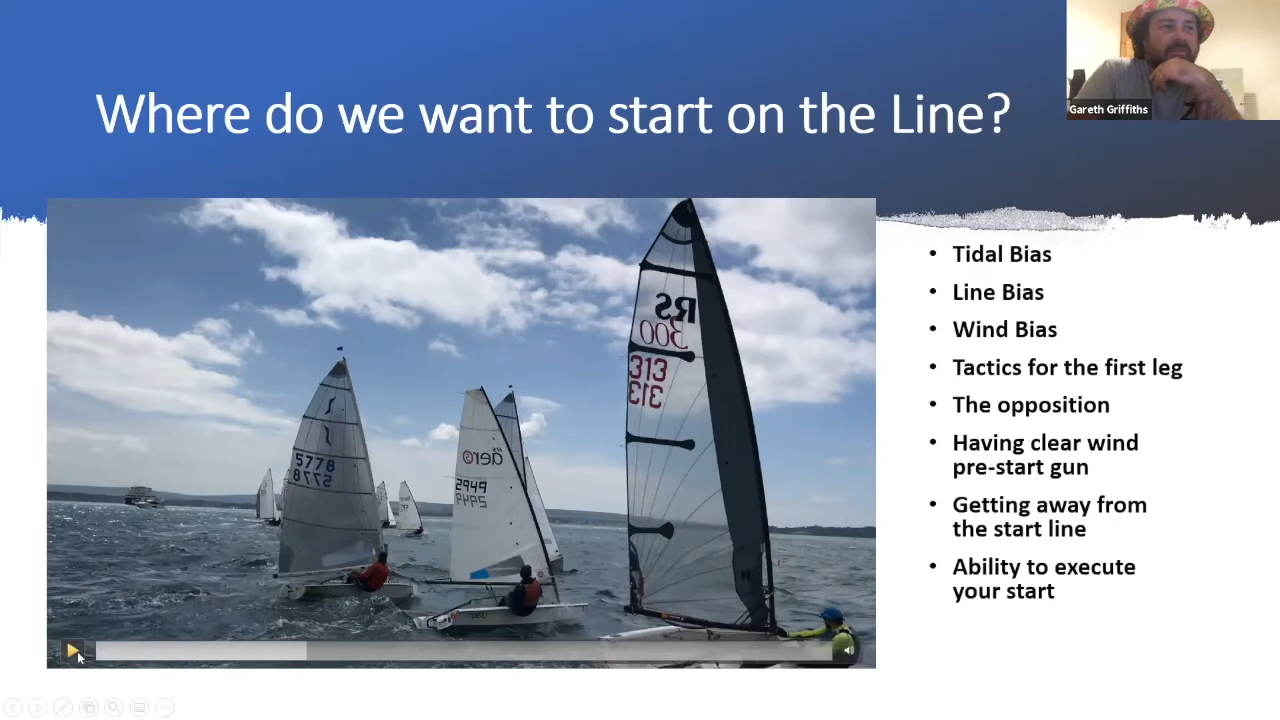 Where do we want to start on the Line?
Gareth Griffiths
RS
300
313
313
5778
5778
RS
aero
2949
2949
• Tidal Bias
• Line Bias
• Wind Bias
• Tactics for the first leg
• The opposition
• Having clear wind
pre-start gun
• Getting away from
the start line
• Ability to execute
your start